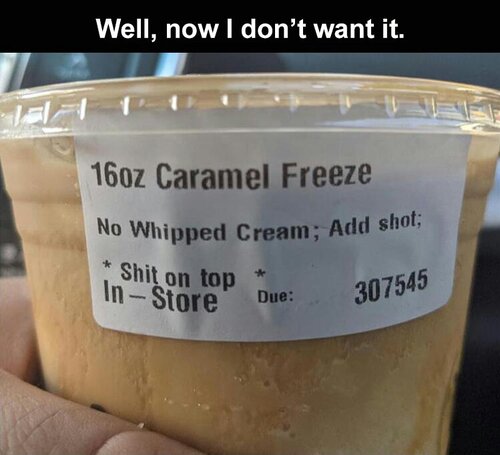 Well, now I don’t want it.
16oz Caramel Freeze
No Whipped Cream; Add shot;
* Shit on top *
In-Store Due: 307545